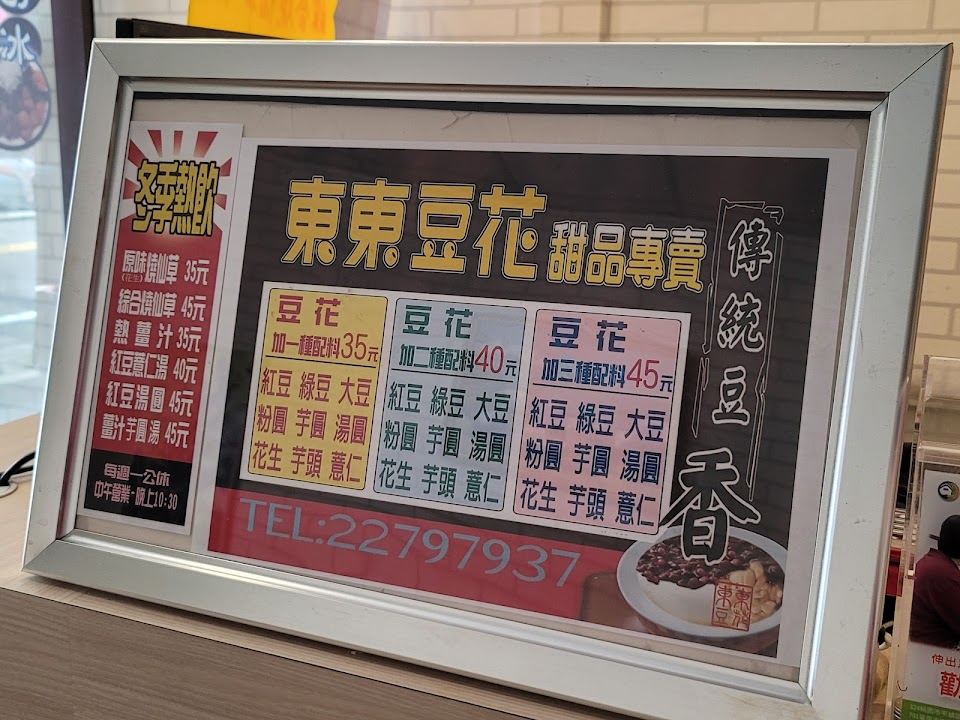 冰
冬季熱飲
原味燒仙草 35元
(花生)
綜合燒仙草 45元
熱薑汁 35元
紅豆薏仁湯 40元
紅豆湯圓 45元
薑汁芋圓湯 45元
每週一公休
中午營業-晚上10:30
東東豆花 甜品專賣
傳統豆香
豆花
加一種配料35元
紅豆 綠豆 大豆
粉圓 芋圓 湯圓
花生 芋頭 薏仁
豆花
加二種配料40元
紅豆 綠豆 大豆
粉圓 芋圓 湯圓
花生 芋頭 薏仁
豆花
加三種配料45元
紅豆 綠豆 大豆
粉圓 芋圓 湯圓
花生 芋頭 薏仁
TEL:22797937
東東豆花
伸出